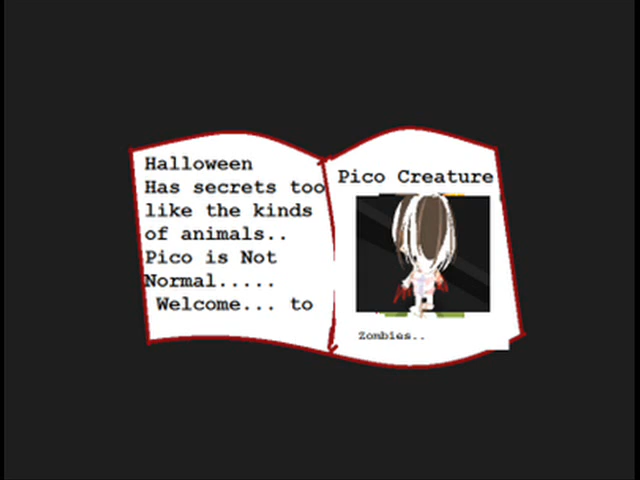 Halloween
Has secrets too
like the kinds
of animals..
Pico is Not
Normal.....
Welcome... to
Pico Creature
Zombies..